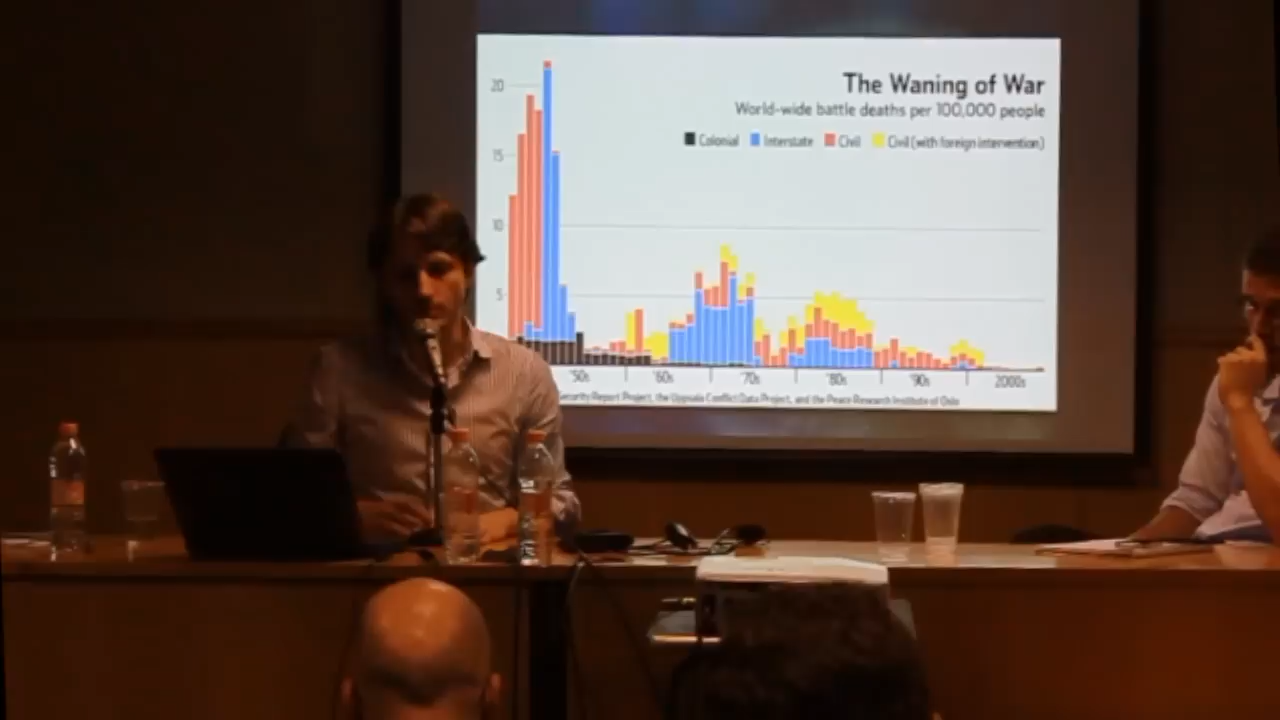 The Waning of War
World-wide battle deaths per 100,000 people
Colonial Interstate Civil Civil (with foreign intervention)
20
15
10
5
'50s '60s '70s '80s '90s 2000s
Security Report Project, the Uppsala Conflict Data Project, and the Peace Research Institute of Oslo